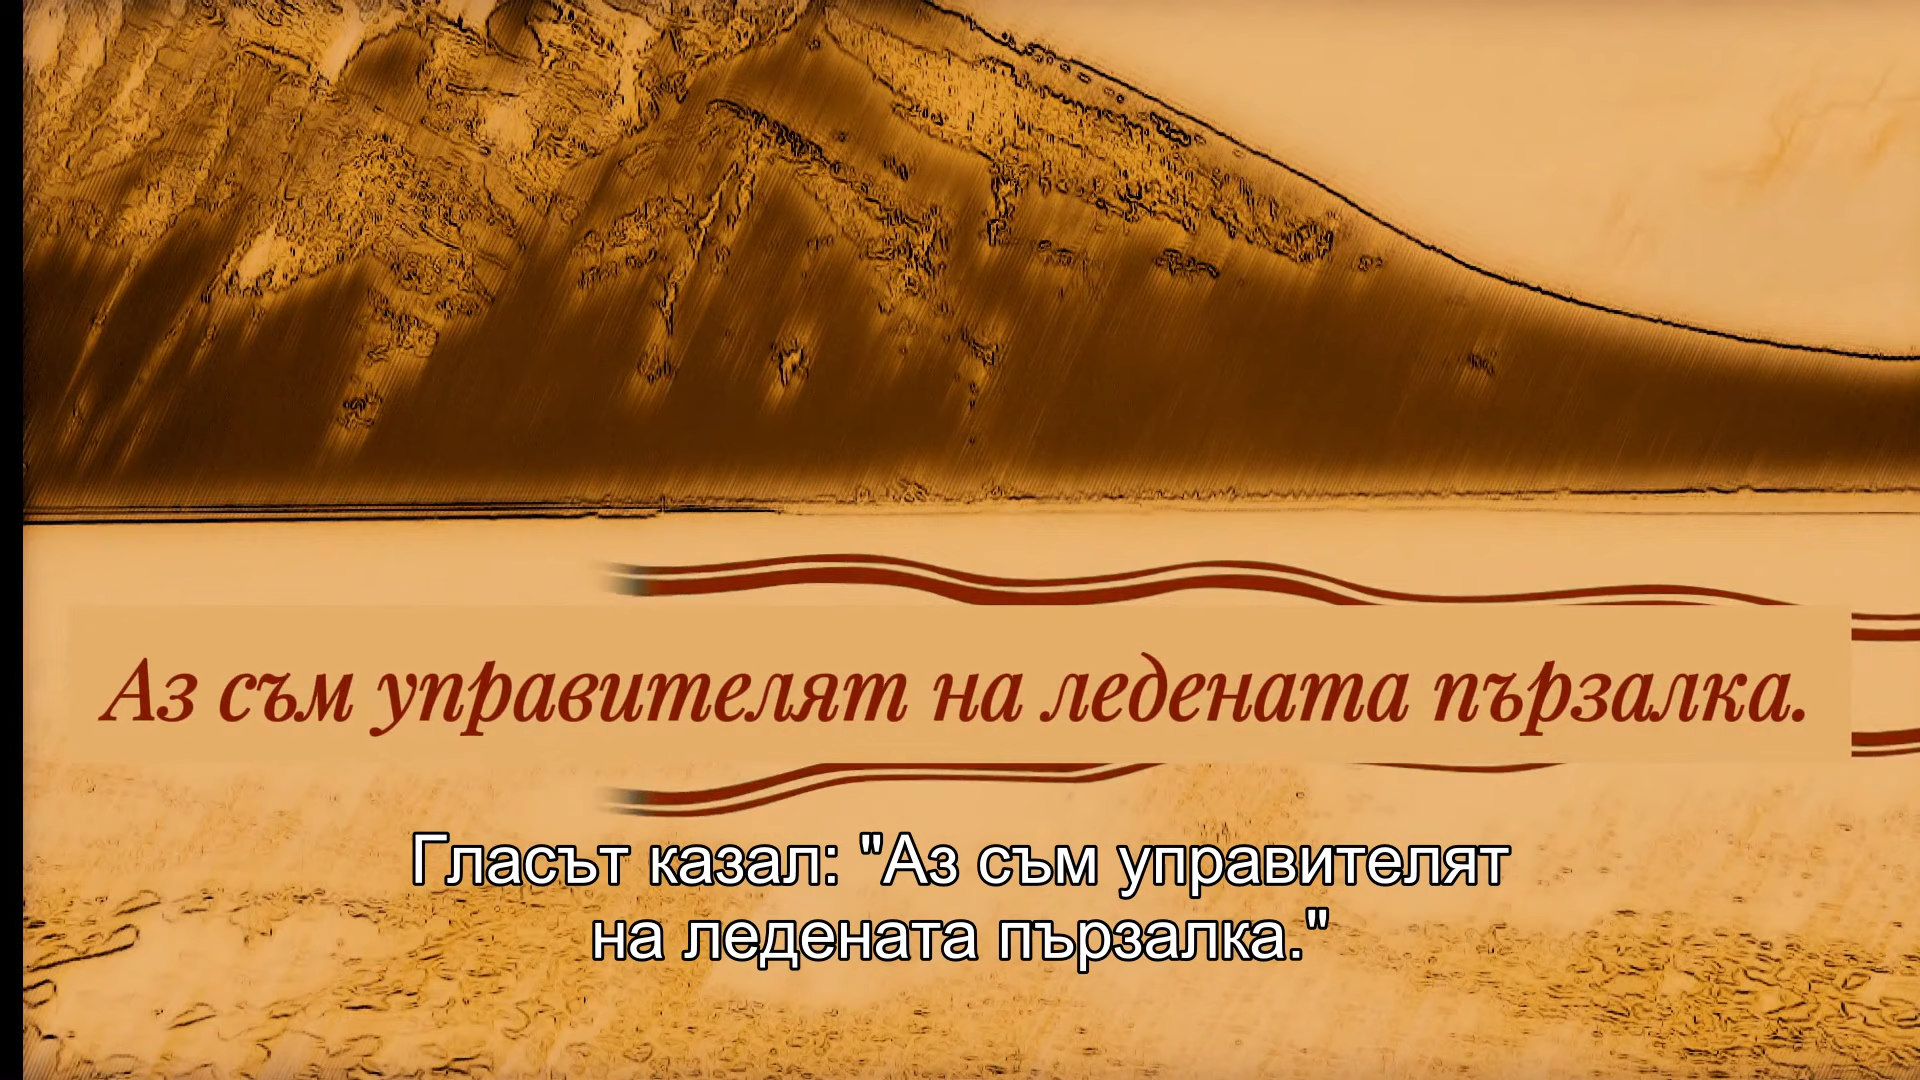 Аз съм управителят на ледената пързалка.
Гласът казал: "Аз съм управителят
на ледената пързалка."